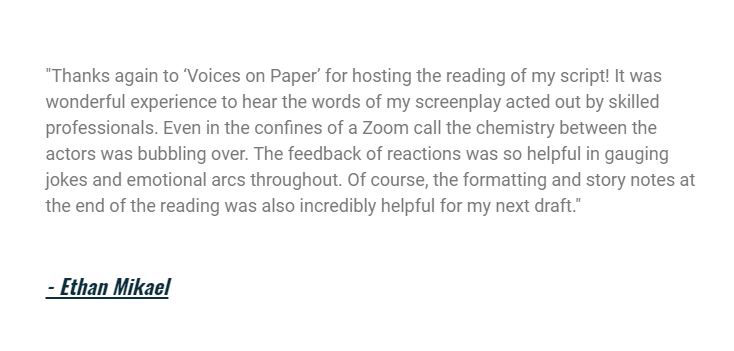 "Thanks again to ‘Voices on Paper’ for hosting the reading of my script! It was
wonderful experience to hear the words of my screenplay acted out by skilled
professionals. Even in the confines of a Zoom call the chemistry between the
actors was bubbling over. The feedback of reactions was so helpful in gauging
jokes and emotional arcs throughout. Of course, the formatting and story notes at
the end of the reading was also incredibly helpful for my next draft."
- Ethan Mikael